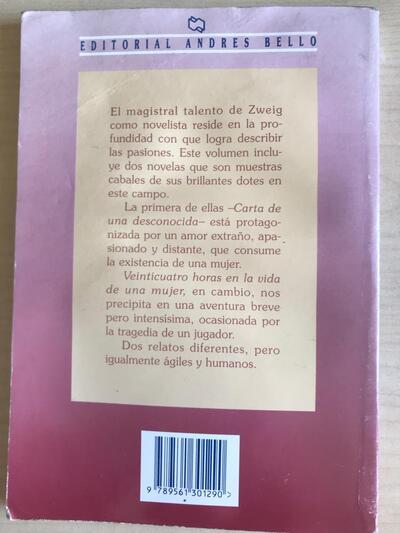 EDITORIAL ANDRES BELLO
El magistral talento de Zweig
como novelista reside en la pro-
fundidad con que logra describir
las pasiones. Este volumen inclu-
ye dos novelas que son muestras
cabales de sus brillantes dotes en
este campo.
La primera de ellas –Carta de
una desconocida– está protago-
nizada por un amor extraño, apa-
sionado y distante, que consume
la existencia de una mujer.
Veinticuatro horas en la vida
de una mujer, en cambio, nos
precipita en una aventura breve
pero intensísima, ocasionada por
la tragedia de un jugador.
Dos relatos diferentes, pero
igualmente ágiles y humanos.
9 789561 301290 >